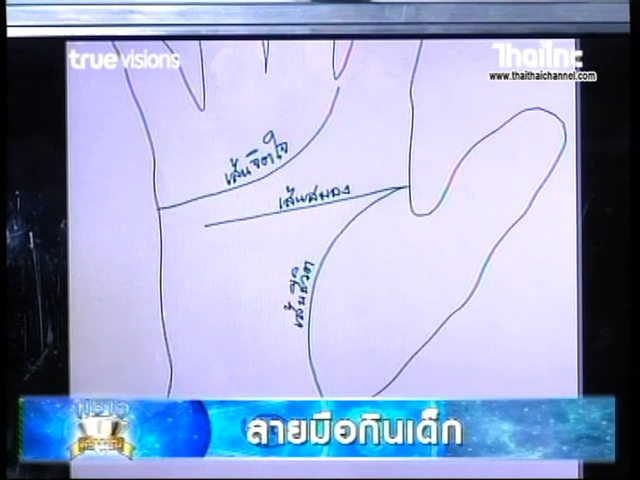 true visions
ThaiThai
www.thaithaichannel.com
เส้นจิตใจ
เส้นสมอง
เส้นชีวิต
ลายมือกินเด็ก